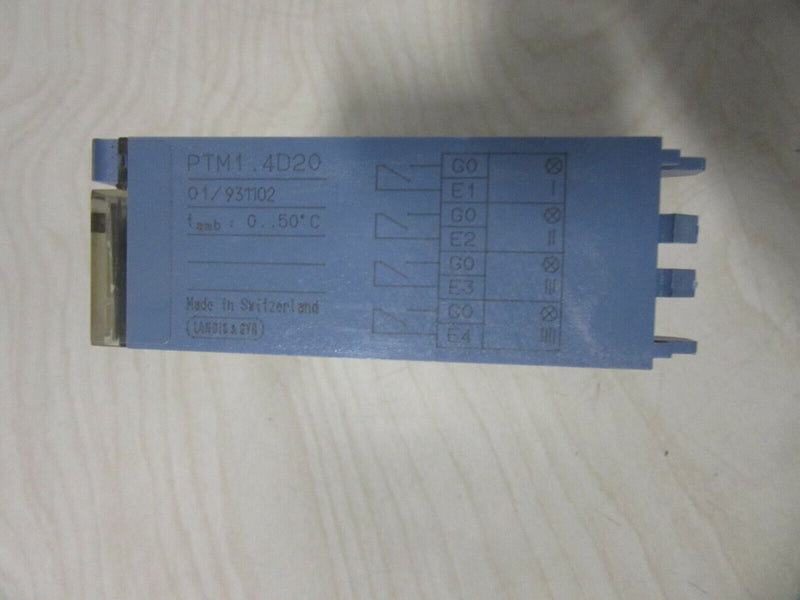 PTM1.4D20
01/931102
tamb : 0..50°C
Made in Switzerland
LANDIS & GYR
G0
E1 I
G0
E2 II
G0
E3 III
G0
E4 IIII